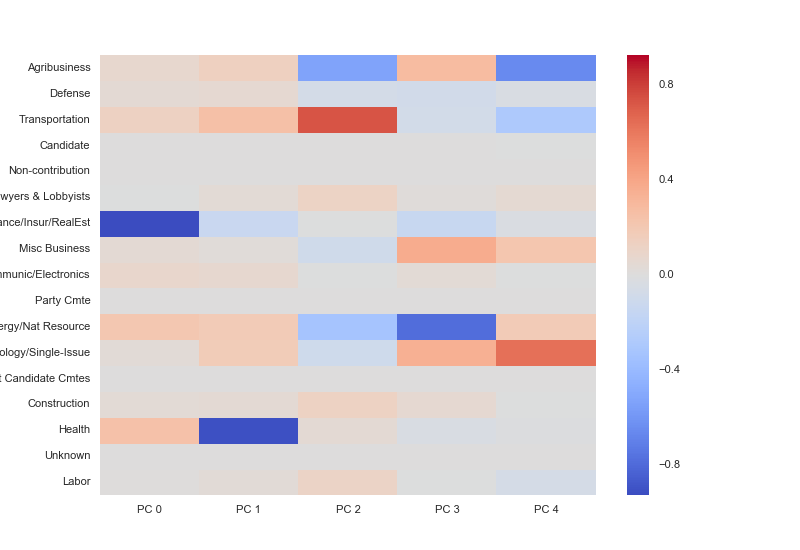 Agribusiness
Defense
Transportation
Candidate
Non-contribution
wyers & Lobbyists
ance/Insur/RealEst
Misc Business
nmunic/Electronics
Party Cmte
ergy/Nat Resource
ology/Single-Issue
t Candidate Cmtes
Construction
Health
Unknown
Labor
PC 0 PC 1 PC 2 PC 3 PC 4
0.8
0.4
0.0
−0.4
−0.8